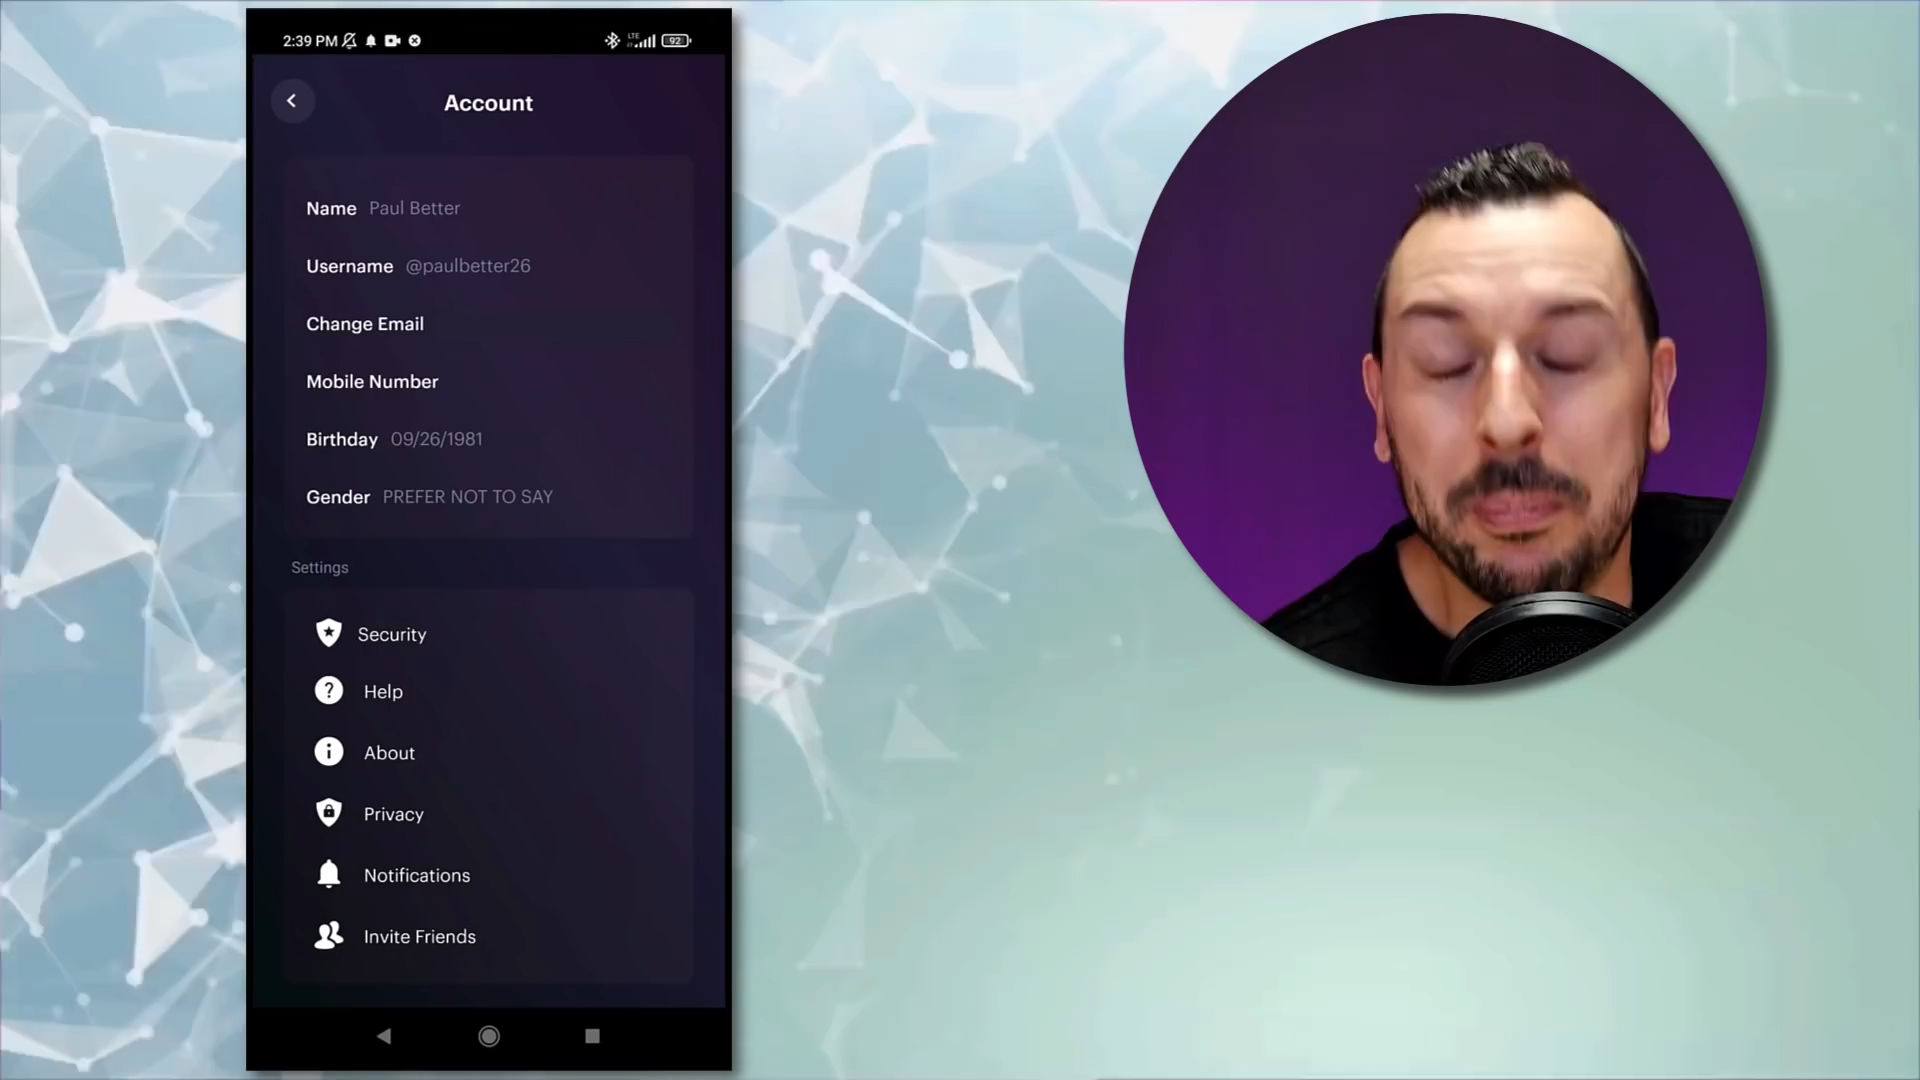 2:39 PM
LTE
92
Account
Name Paul Better
Username @paulbetter26
Change Email
Mobile Number
Birthday 09/26/1981
Gender PREFER NOT TO SAY
Settings
Security
Help
About
Privacy
Notifications
Invite Friends